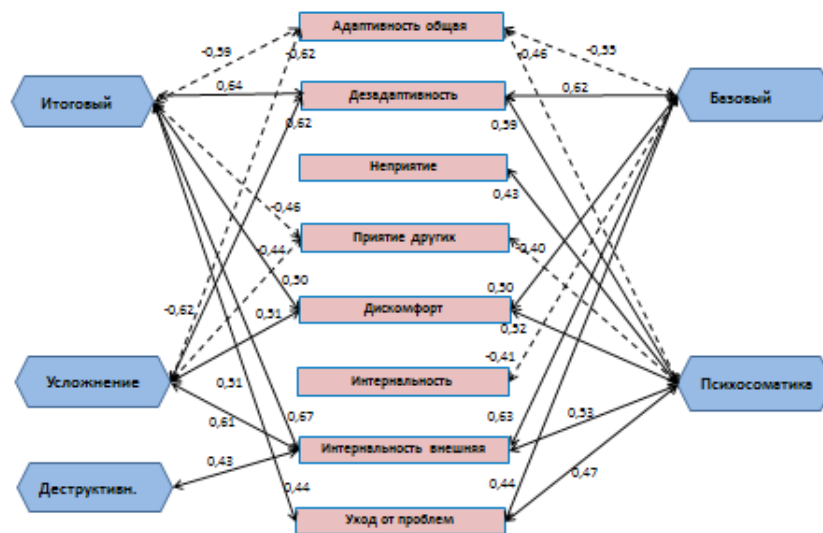 Адаптивность общая
-0,59
-0,62
-0,46
-0,55
Итоговый
0,64
Дезадаптивность
0,62
Базовый
0,62
0,59
Неприятие
0,43
-0,46
Приятие других
-0,44
-0,40
0,50
0,50
-0,62
0,51
Дискомфорт
0,52
Усложнение
-0,41
Психосоматика
0,51
Интернальность
0,61
0,67
0,63
0,53
0,43
Интернальность внешняя
Деструктивн.
0,44
0,44
0,47
Уход от проблем